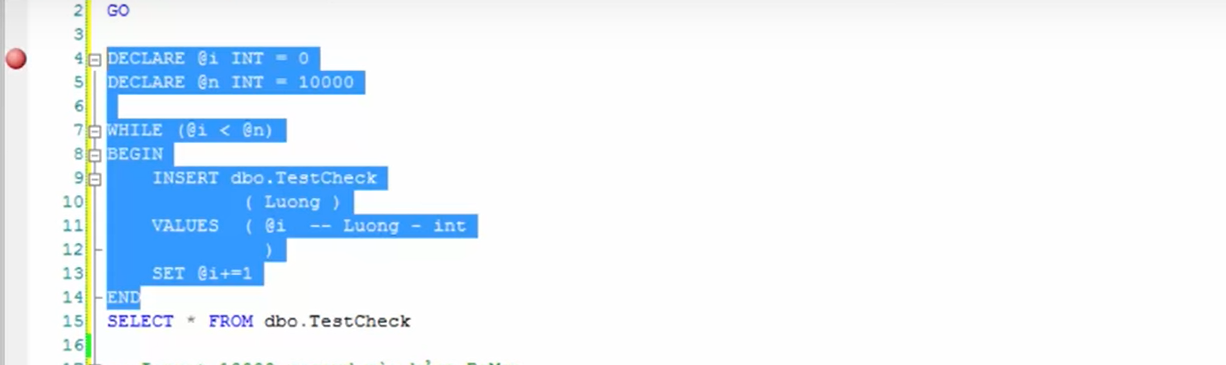 2 GO
3
4 DECLARE @i INT = 0
5 DECLARE @n INT = 10000
6
7 WHILE (@i < @n)
8 BEGIN
9 INSERT dbo.TestCheck
10 ( Luong )
11 VALUES ( @i -- Luong - int
12 )
13 SET @i+=1
14 END
15 SELECT * FROM dbo.TestCheck
16